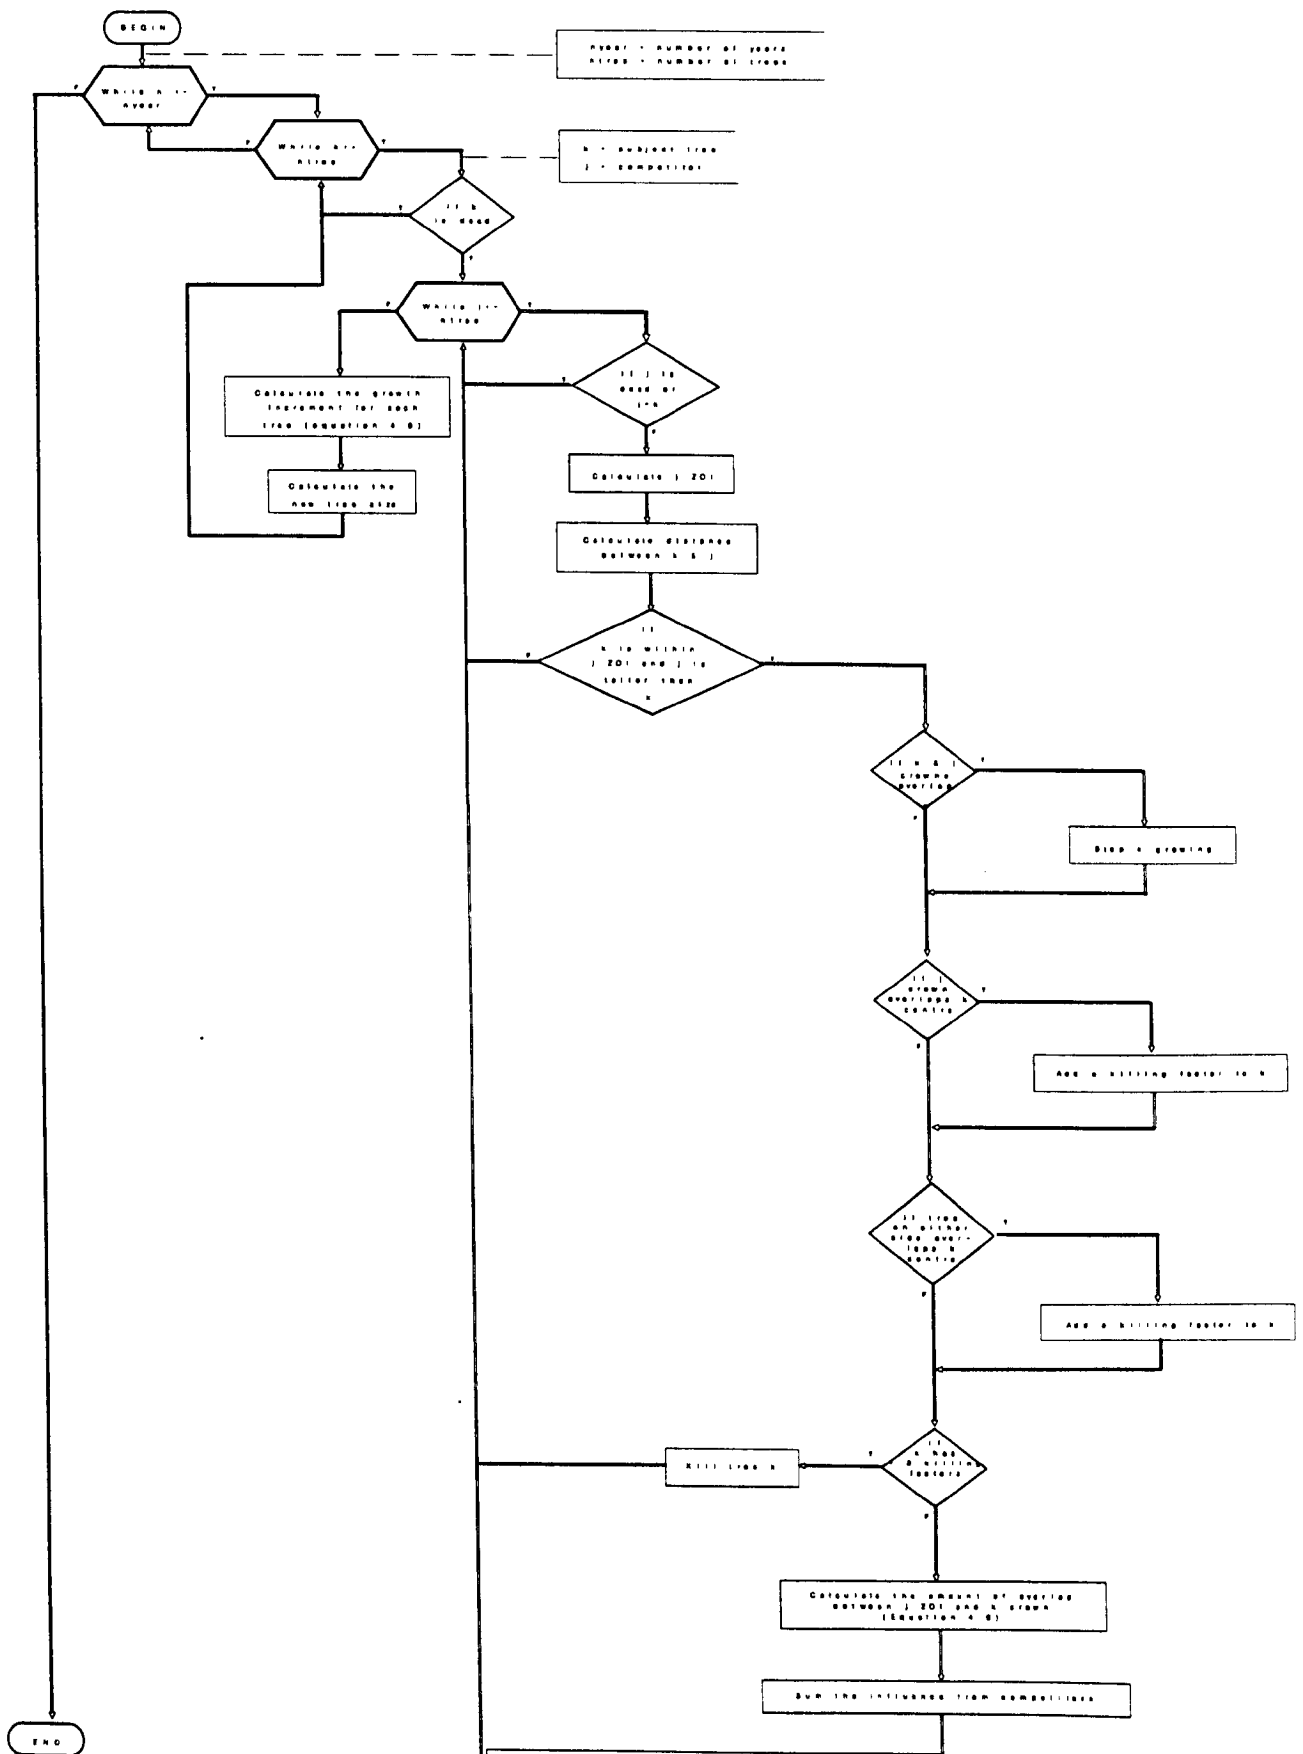 BEGIN
nyear = number of years
ntree = number of trees
T
F
While n <=
nyear
While k <=
ntree
F
T
k = subject tree
j = competitor
If k
is dead
T
While j <=
ntree
F
T
If j is
dead or
j=k
T
F
Calculate the growth
increment for each
tree (equation 4
Calculate the
new tree size
Calculate j ZOI
Calculate distance
between k & j
If
k is within
j ZOI and j is
taller than
k
F
T
If k & j
crowns
overlap
T
F
Stop k growing
If j
crown
overlaps k
centre
T
F
Add a killing factor to k
If tree
on either
side over-
laps k
centre
T
F
Add a killing factor to k
If
k has
killing
factors
T
F
Kill tree k
Calculate the amount of overlap
between j ZOI and k crown
(Equation 4
Sum the influence from competitors
END